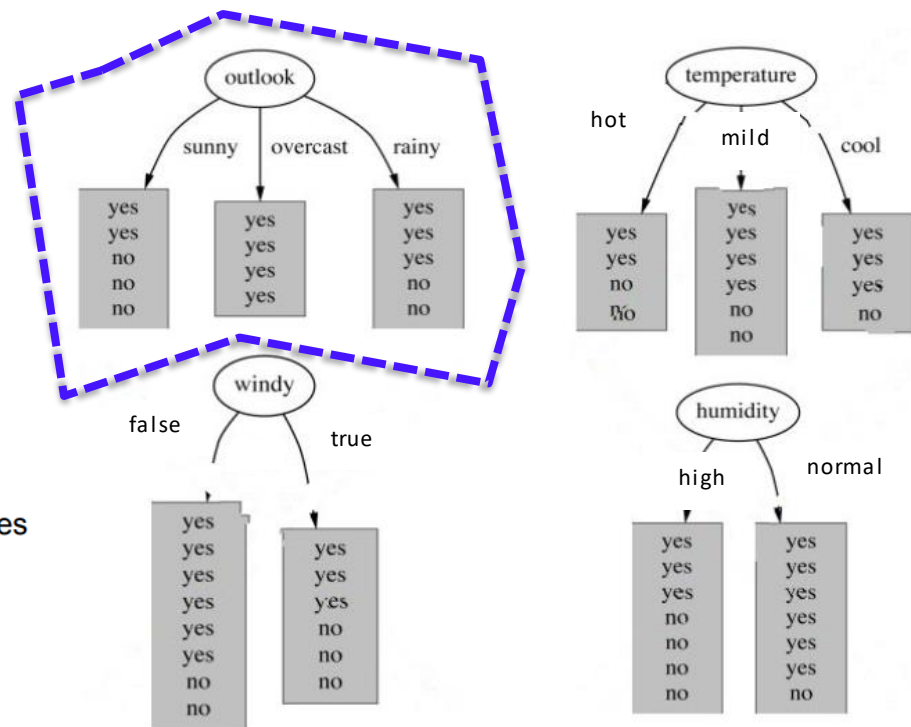 outlook
sunny
overcast
rainy
yes
yes
no
no
no
yes
yes
yes
yes
yes
yes
yes
no
no
temperature
hot
mild
cool
yes
yes
no
no
yes
yes
yes
yes
no
no
yes
yes
yes
no
windy
false
true
es
yes
yes
yes
yes
yes
yes
no
no
yes
yes
yes
no
no
no
humidity
high
normal
yes
yes
yes
no
no
no
no
yes
yes
yes
yes
yes
yes
no